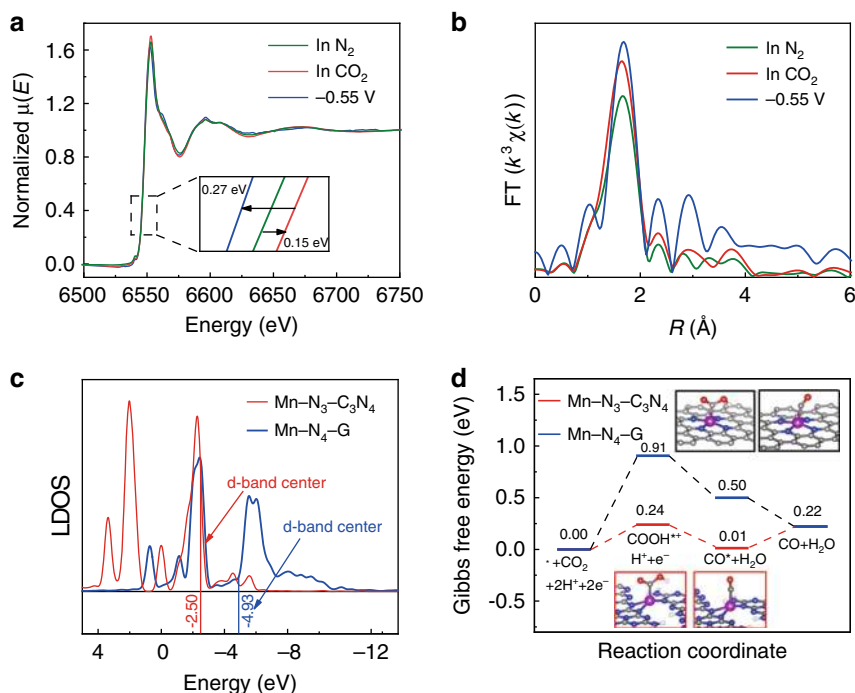 a
Normalized μ(E)
1.6
1.2
0.8
0.4
0.0
In N2
In CO2
−0.55 V
0.27 eV
0.15 eV
6500 6550 6600 6650 6700 6750
Energy (eV)
b
FT (k³ χ(k))
In N2
In CO2
−0.55 V
0 2 4 6
R (Å)
c
LDOS
Mn–N3–C3N4
Mn–N4–G
d-band center
d-band center
-2.50
-4.93
4 0 −4 −8 −12
Energy (eV)
d
Gibbs free energy (eV)
1.5
1.0
0.5
0.0
-0.5
Mn–N3–C3N4
Mn–N4–G
0.91
0.50
0.22
0.24
0.00
0.01
COOH*+
H⁺+e⁻
CO*+H2O
CO+H2O
* +CO2
+2H⁺+2e⁻
Reaction coordinate